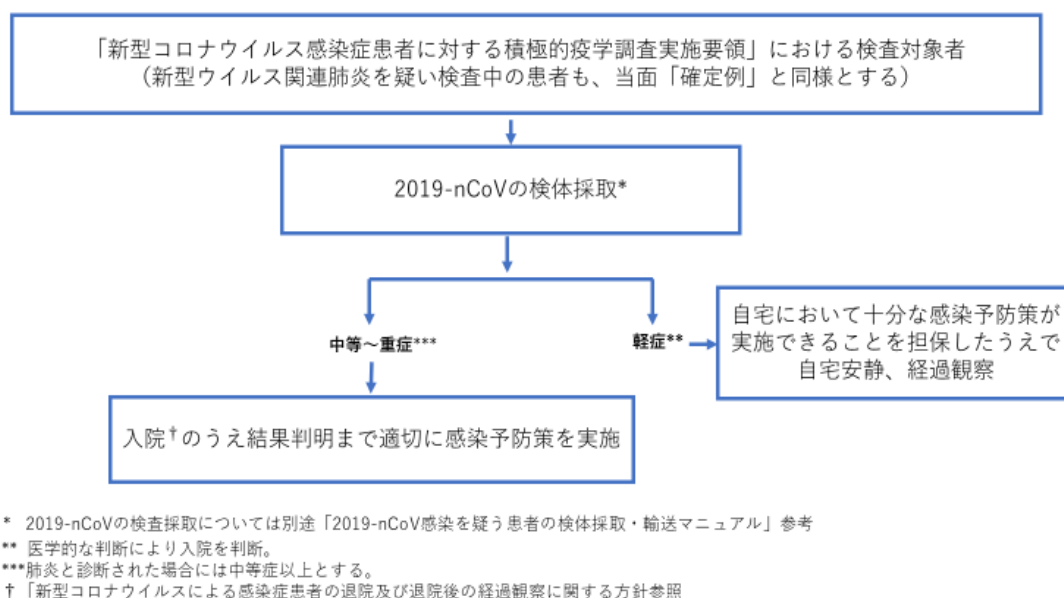 「新型コロナウイルス感染症患者に対する積極的疫学調査実施要領」における検査対象者
（新型ウイルス関連肺炎を疑い検査中の患者も、当面「確定例」と同様とする）
2019-nCoVの検体採取*
中等～重症***
軽症**
自宅において十分な感染予防策が
実施できることを担保したうえで
自宅安静、経過観察
入院†のうえ結果判明まで適切に感染予防策を実施
* 2019-nCoVの検査採取については別途「2019-nCoV感染を疑う患者の検体採取・輸送マニュアル」参考
** 医学的な判断により入院を判断。
***肺炎と診断された場合には中等症以上とする。
†「新型コロナウイルスによる感染症患者の退院及び退院後の経過観察に関する方針参照